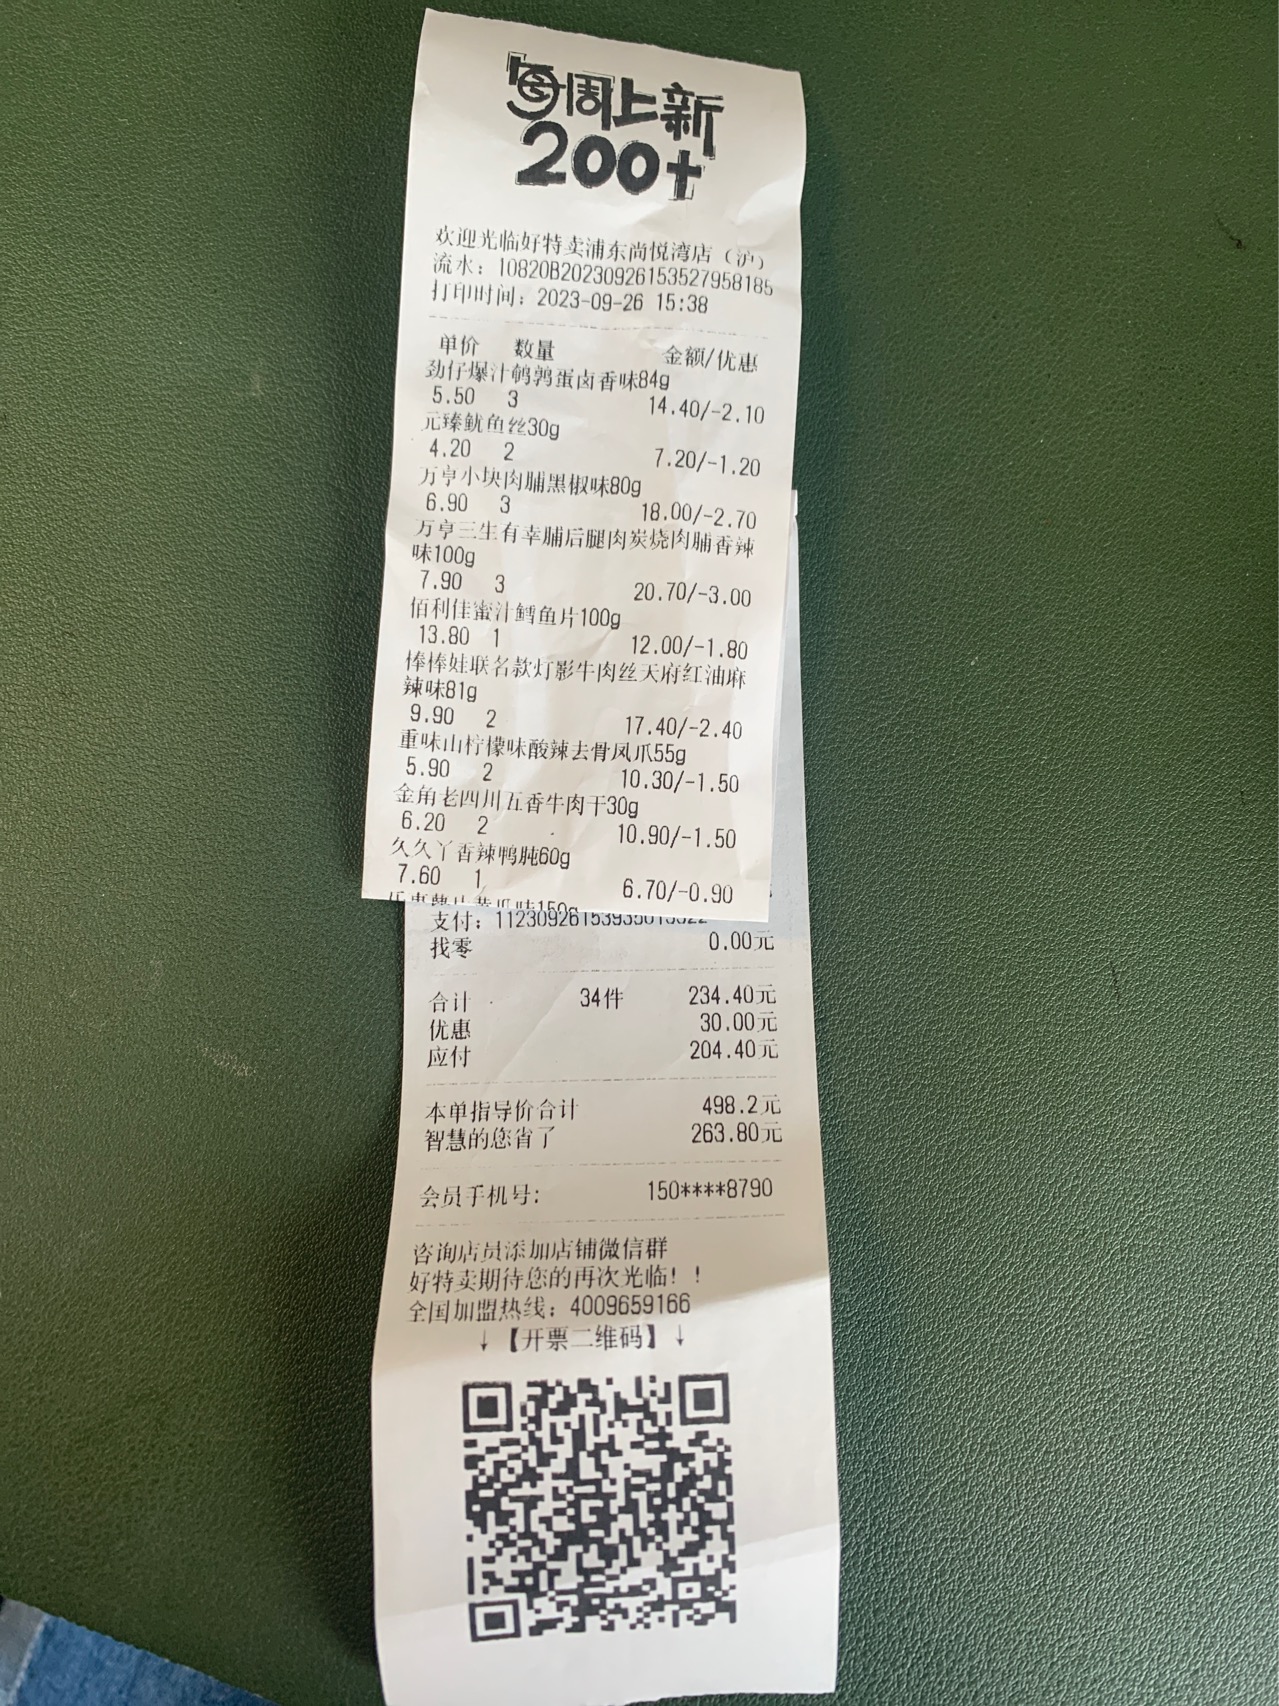 每周上新
200+
欢迎光临好特卖浦东尚悦湾店（沪）
流水：10820B202309261535279581 85
打印时间：2023-09-26 15:38
单价 数量 金额/优惠
劲仔爆汁鹌鹑蛋卤香味84g
5.50 3 14.40/-2.10
元臻鱿鱼丝30g
4.20 2 7.20/-1.20
万亨小块肉脯黑椒味80g
6.90 3 18.00/-2.70
万亨三生有幸脯后腿肉炭烧肉脯香辣
味100g
7.90 3 20.70/-3.00
佰利佳蜜汁鳕鱼片100g
13.80 1 12.00/-1.80
棒棒娃联名款灯影牛肉丝天府红油麻
辣味81g
9.90 2 17.40/-2.40
重味山柠檬味酸辣去骨凤爪55g
5.90 2 10.30/-1.50
金角老四川五香牛肉干30g
6.20 2 10.90/-1.50
久久丫香辣鸭肫60g
7.60 1 6.70/-0.90
支付：
找零 0.00元
合计 34件 234.40元
优惠 30.00元
应付 204.40元
本单指导价合计 498.2元
智慧的您省了 263.80元
会员手机号: 150****8790
咨询店员添加店铺微信群
好特卖期待您的再次光临！！
全国加盟热线：4009659166
↓【开票二维码】↓